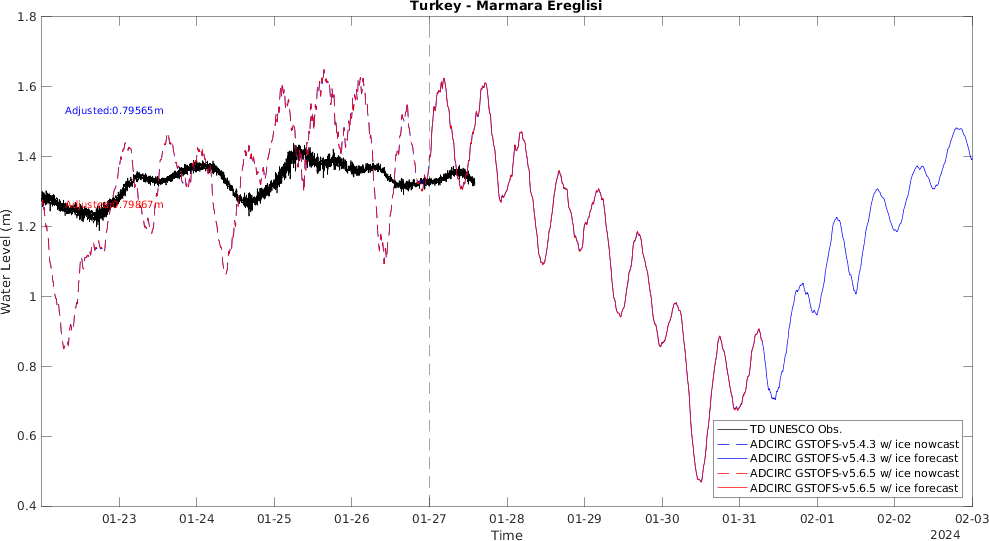 Turkey - Marmara Ereglisi
1.8
1.6
1.4
1.2
1
0.8
0.6
0.4
Water Level (m)
Adjusted:0.79565m
Adjusted:0.79867m
TD UNESCO Obs.
ADCIRC GSTOFS-v5.4.3 w/ ice nowcast
ADCIRC GSTOFS-v5.4.3 w/ ice forecast
ADCIRC GSTOFS-v5.6.5 w/ ice nowcast
ADCIRC GSTOFS-v5.6.5 w/ ice forecast
01-23 01-24 01-25 01-26 01-27 01-28 01-29 01-30 01-31 02-01 02-02 02-03
Time
2024